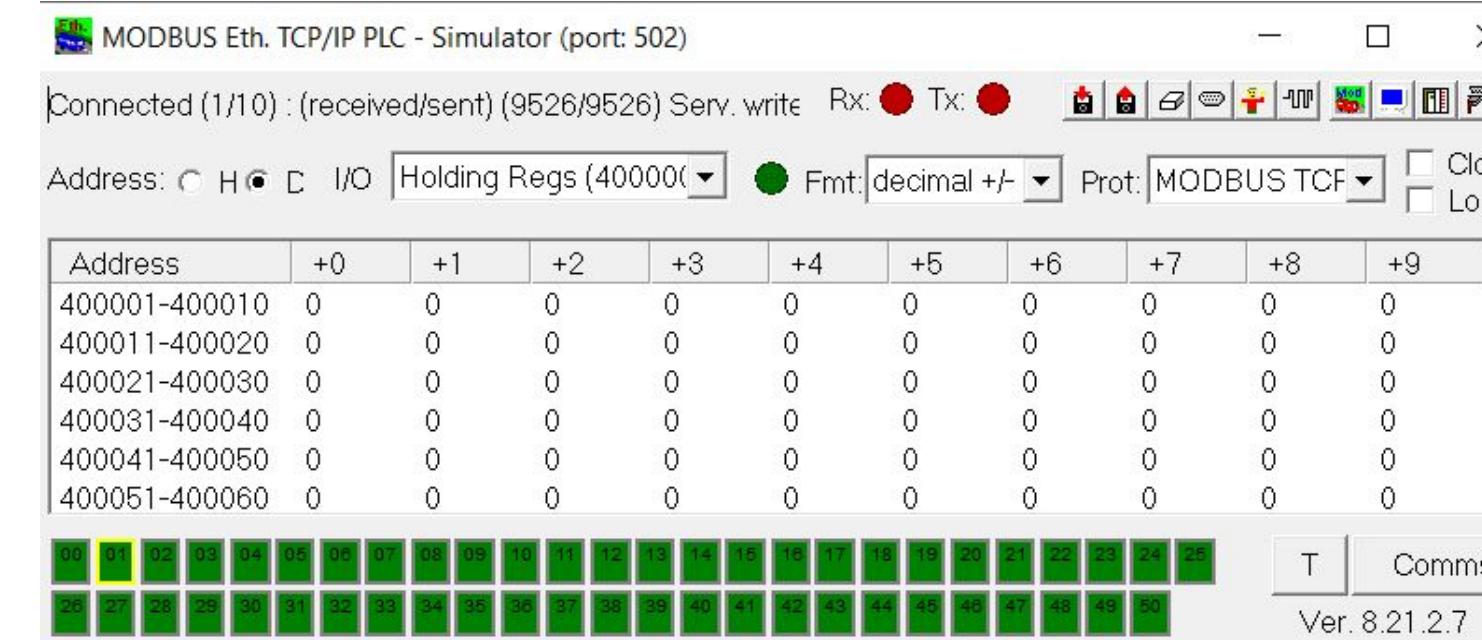 MODBUS Eth. TCP/IP PLC - Simulator (port: 502)
Connected (1/10) : (received/sent) (9526/9526) Serv. write Rx: Tx:
Address: H D I/O Holding Regs (400000 Fmt: decimal +/- Prot: MODBUS TCP Clo
Lo
Address +0 +1 +2 +3 +4 +5 +6 +7 +8 +9
400001-400010 0 0 0 0 0 0 0 0 0 0
400011-400020 0 0 0 0 0 0 0 0 0 0
400021-400030 0 0 0 0 0 0 0 0 0 0
400031-400040 0 0 0 0 0 0 0 0 0 0
400041-400050 0 0 0 0 0 0 0 0 0 0
400051-400060 0 0 0 0 0 0 0 0 0 0
00 01 02 03 04 05 06 07 08 09 10 11 12 13 14 15 16 17 18 19 20 21 22 23 24 25 T Comms
26 27 28 29 30 31 32 33 34 35 36 37 38 39 40 41 42 43 44 45 46 47 48 49 50 Ver. 8.21.2.7